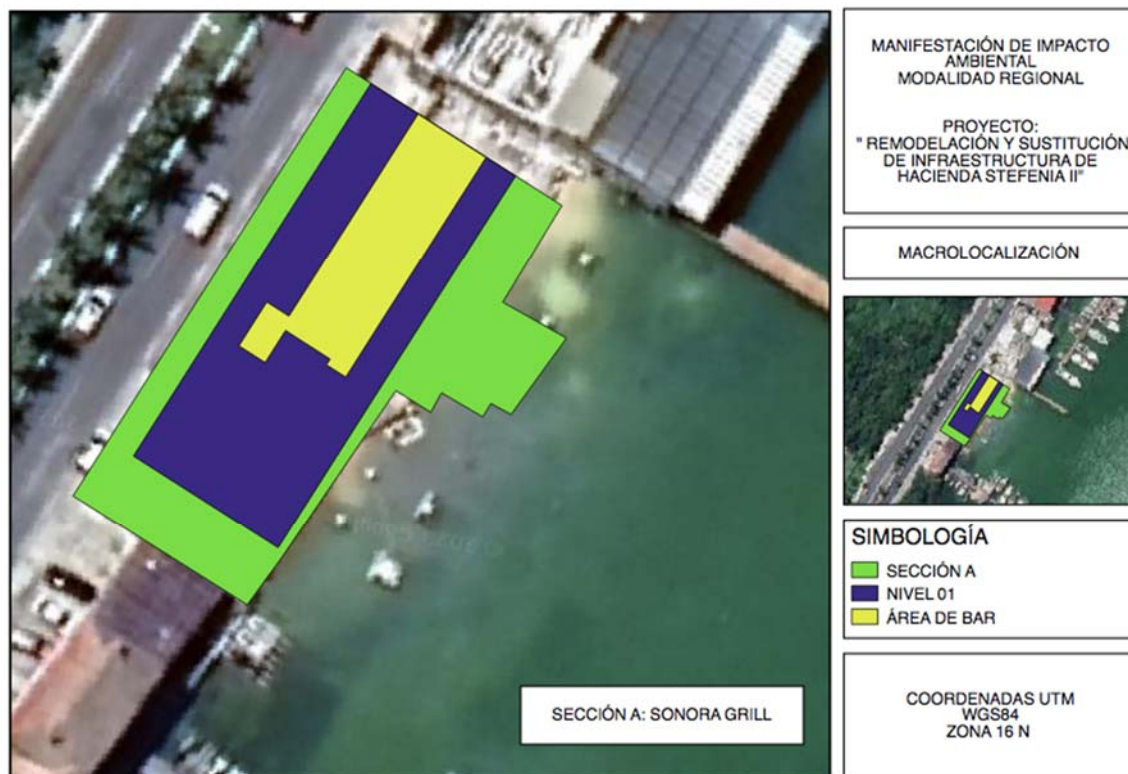 MANIFESTACIÓN DE IMPACTO
AMBIENTAL
MODALIDAD REGIONAL
PROYECTO:
" REMODELACIÓN Y SUSTITUCIÓN
DE INFRAESTRUCTURA DE
HACIENDA STEFENIA II"
MACROLOCALIZACIÓN
SIMBOLOGÍA
SECCIÓN A
NIVEL 01
ÁREA DE BAR
COORDENADAS UTM
WGS84
ZONA 16 N
SECCIÓN A: SONORA GRILL